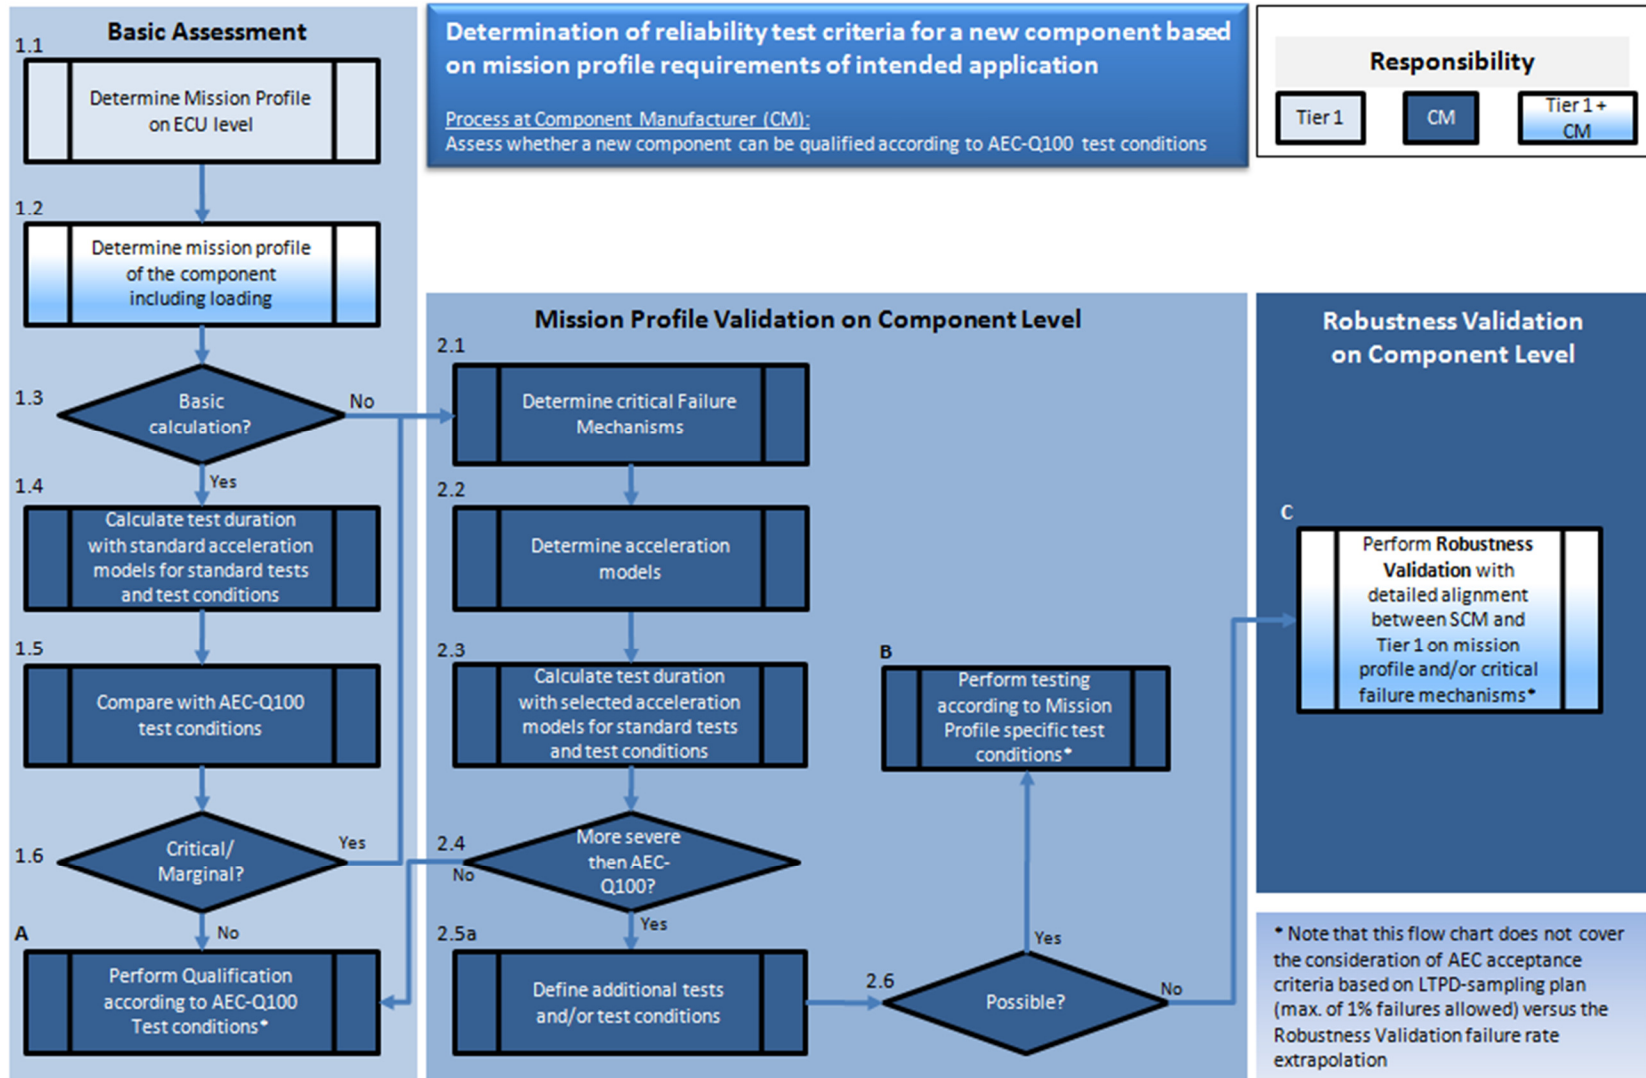 Basic Assessment
1.1
Determine Mission Profile
on ECU level
1.2
Determine mission profile
of the component
including loading
1.3
Basic
calculation?
No
Yes
1.4
Calculate test duration
with standard acceleration
models for standard tests
and test conditions
1.5
Compare with AEC-Q100
test conditions
1.6
Critical/
Marginal?
Yes
No
A
Perform Qualification
according to AEC-Q100
Test conditions*
Determination of reliability test criteria for a new component based
on mission profile requirements of intended application
Process at Component Manufacturer (CM):
Assess whether a new component can be qualified according to AEC-Q100 test conditions
Responsibility
Tier 1
CM
Tier 1 +
CM
Mission Profile Validation on Component Level
2.1
Determine critical Failure
Mechanisms
2.2
Determine acceleration
models
2.3
Calculate test duration
with selected acceleration
models for standard tests
and test conditions
2.4
More severe
then AEC-
Q100?
No
Yes
2.5a
Define additional tests
and/or test conditions
2.6
Possible?
Yes
No
B
Perform testing
according to Mission
Profile specific test
conditions*
Robustness Validation
on Component Level
C
Perform Robustness
Validation with
detailed alignment
between SCM and
Tier 1 on mission
profile and/or critical
failure mechanisms*
* Note that this flow chart does not cover
the consideration of AEC acceptance
criteria based on LTPD-sampling plan
(max. of 1% failures allowed) versus the
Robustness Validation failure rate
extrapolation